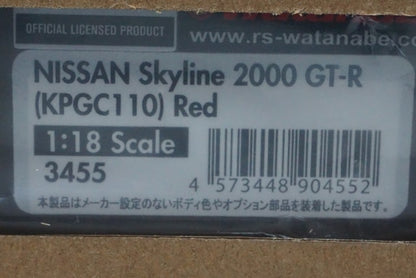 OFFICIAL LICENSED PRODUCT
www.rs-watanabe.co
NISSAN Skyline 2000 GT-R
(KPGC110) Red
1:18 Scale
3455
4 573448 904552
本製品はメーカー設定のないボディ色やオプション部品を装着した製品です。